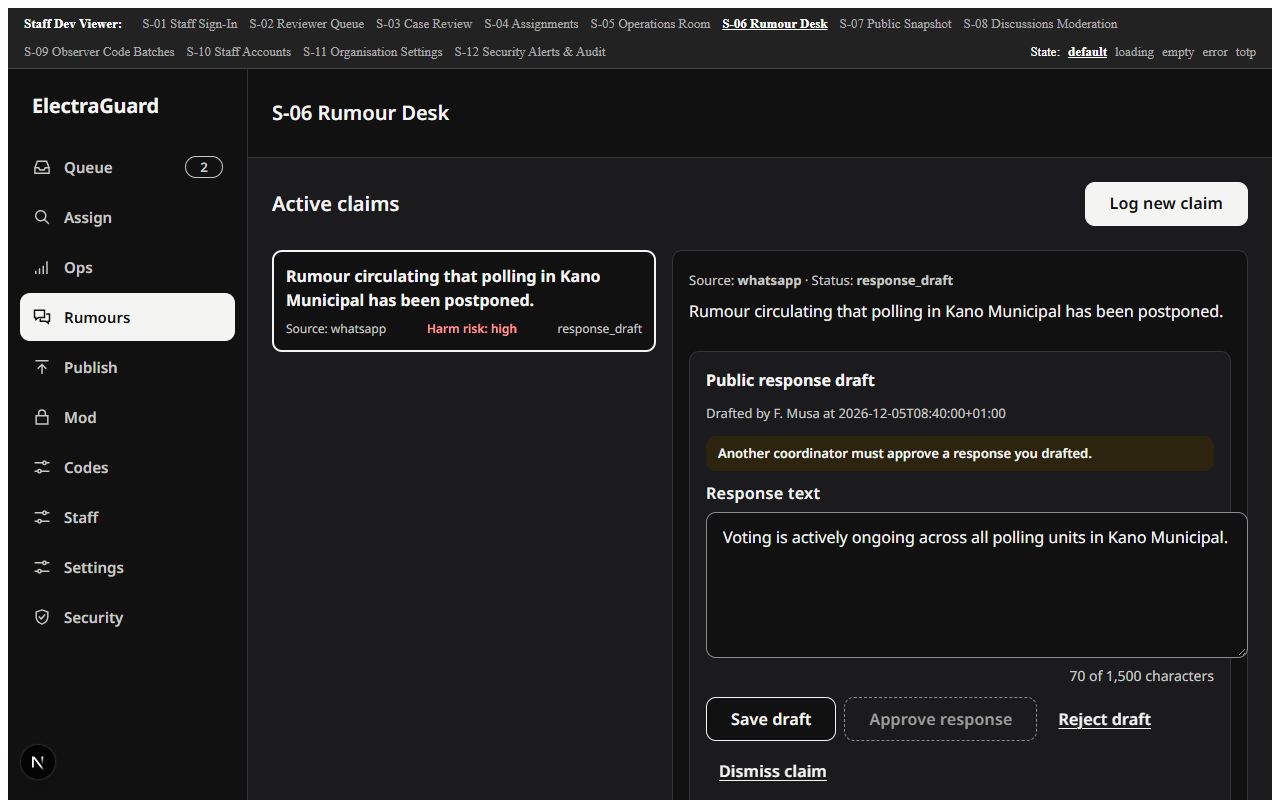 Staff Dev Viewer: S-01 Staff Sign-In S-02 Reviewer Queue S-03 Case Review S-04 Assignments S-05 Operations Room S-06 Rumour Desk S-07 Public Snapshot S-08 Discussions Moderation
S-09 Observer Code Batches S-10 Staff Accounts S-11 Organisation Settings S-12 Security Alerts & Audit State: default loading empty error totp
ElectraGuard
Queue 2
Assign
Ops
Rumours
Publish
Mod
Codes
Staff
Settings
Security
N
S-06 Rumour Desk
Active claims
Log new claim
Rumour circulating that polling in Kano
Municipal has been postponed.
Source: whatsapp Harm risk: high response_draft
Source: whatsapp · Status: response_draft
Rumour circulating that polling in Kano Municipal has been postponed.
Public response draft
Drafted by F. Musa at 2026-12-05T08:40:00+01:00
Another coordinator must approve a response you drafted.
Response text
Voting is actively ongoing across all polling units in Kano Municipal.
70 of 1,500 characters
Save draft Approve response Reject draft
Dismiss claim